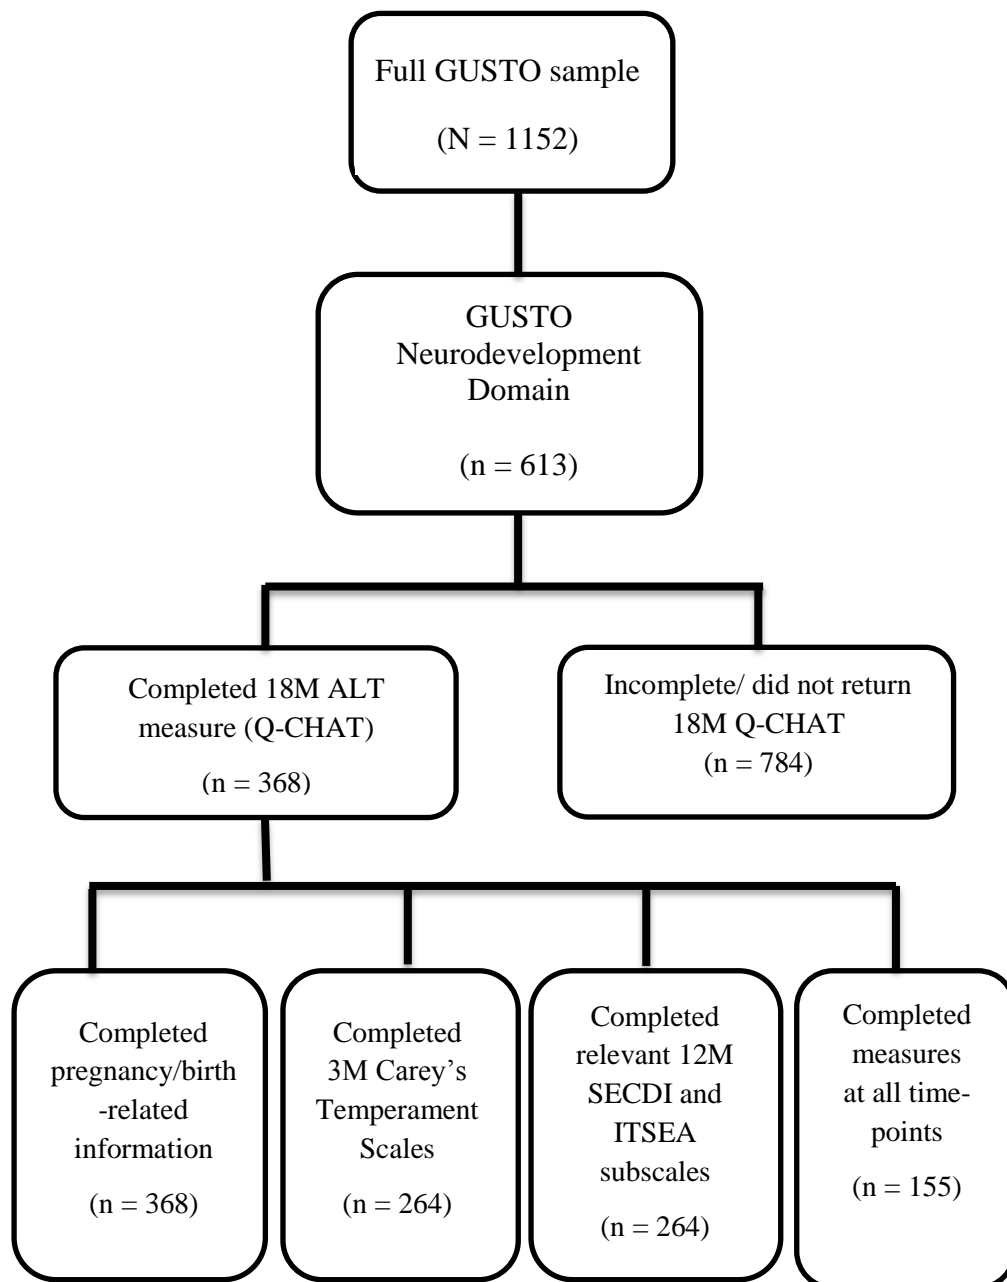 Full GUSTO sample
(N = 1152)
GUSTO
Neurodevelopment
Domain
(n = 613)
Completed 18M ALT
measure (Q-CHAT)
(n = 368)
Incomplete/ did not return
18M Q-CHAT
(n = 784)
Completed
pregnancy/birth
-related
information
(n = 368)
Completed
3M Carey’s
Temperament
Scales
(n = 264)
Completed
relevant 12M
SECDI and
ITSEA
subscales
(n = 264)
Completed
measures
at all time-
points
(n = 155)